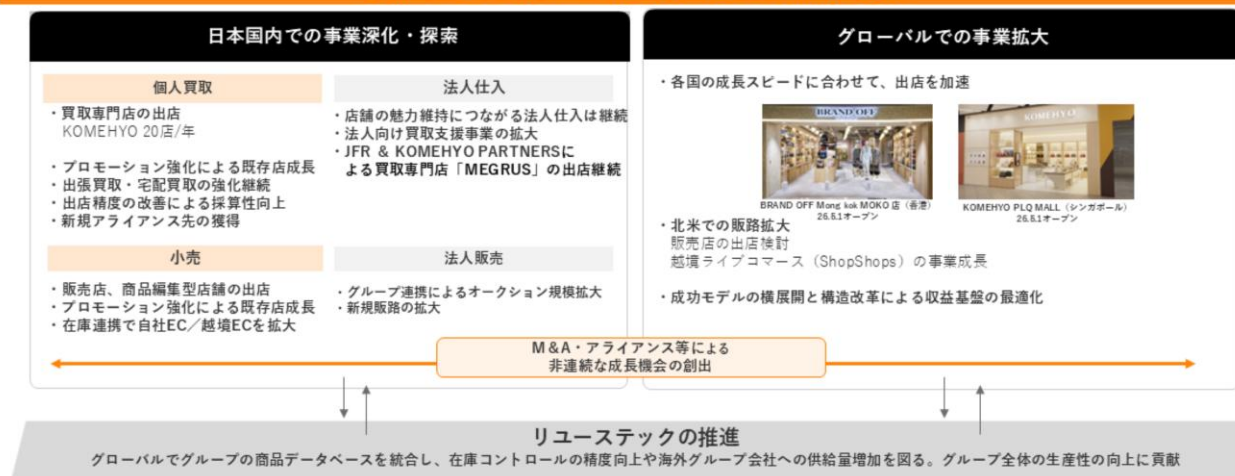 日本国内での事業深化・探索
個人買取
・買取専門店の出店
KOMEHYO 20店/年
・プロモーション強化による既存店成長
・出張買取・宅配買取の強化継続
・出店精度の改善による採算性向上
・新規アライアンス先の獲得
法人仕入
・店舗の魅力維持につながる法人仕入は継続
・法人向け買取支援事業の拡大
・JFR & KOMEHYO PARTNERSに
よる買取専門店「MEGRUS」の出店継続
小売
・販売店、商品編集型店舗の出店
・プロモーション強化による既存店成長
・在庫連携で自社EC／越境ECを拡大
法人販売
・グループ連携によるオークション規模拡大
・新規販路の拡大
グローバルでの事業拡大
・各国の成長スピードに合わせて、出店を加速
BRAND OFF
KOMEHYO
BRAND OFF Mong kok MOKO 店（香港）
26.5.1オープン
KOMEHYO PLQ MALL（シンガポール）
26.5.1オープン
・北米での販路拡大
販売店の出店検討
越境ライブコマース（ShopShops）の事業成長
・成功モデルの横展開と構造改革による収益基盤の最適化
M&A・アライアンス等による
非連続な成長機会の創出
リユーステックの推進
グローバルでグループの商品データベースを統合し、在庫コントロールの精度向上や海外グループ会社への供給量増加を図る。グループ全体の生産性の向上に貢献